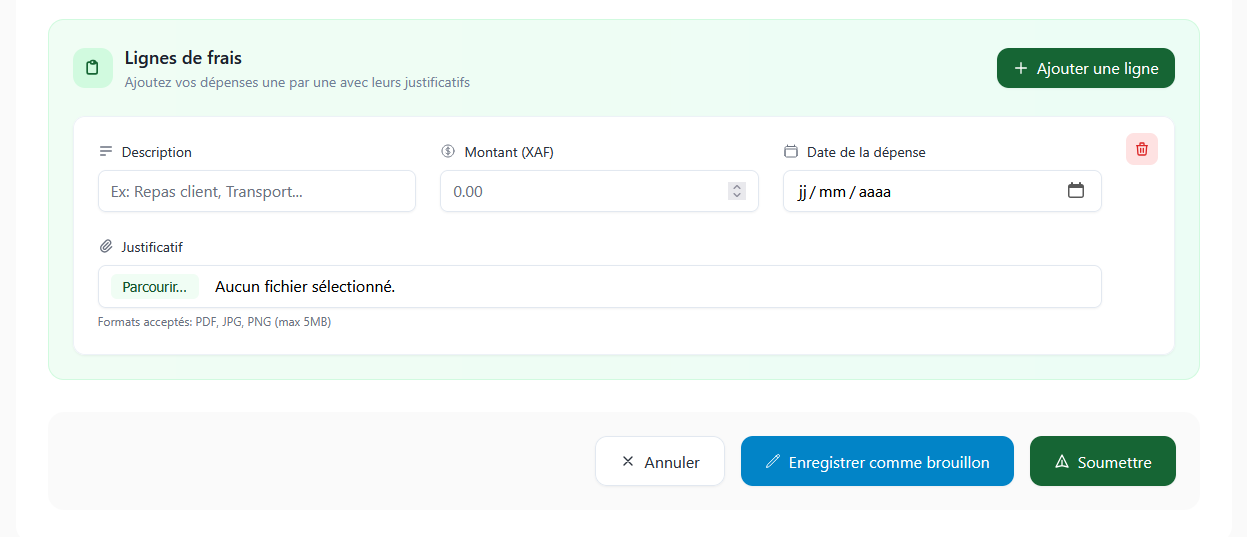 Lignes de frais
Ajoutez vos dépenses une par une avec leurs justificatifs
Ajouter une ligne
Description
Montant (XAF)
Date de la dépense
Ex: Repas client, Transport...
0.00
jj / mm / aaaa
Justificatif
Parcourir... Aucun fichier sélectionné.
Formats acceptés: PDF, JPG, PNG (max 5MB)
Annuler
Enregistrer comme brouillon
Soumettre